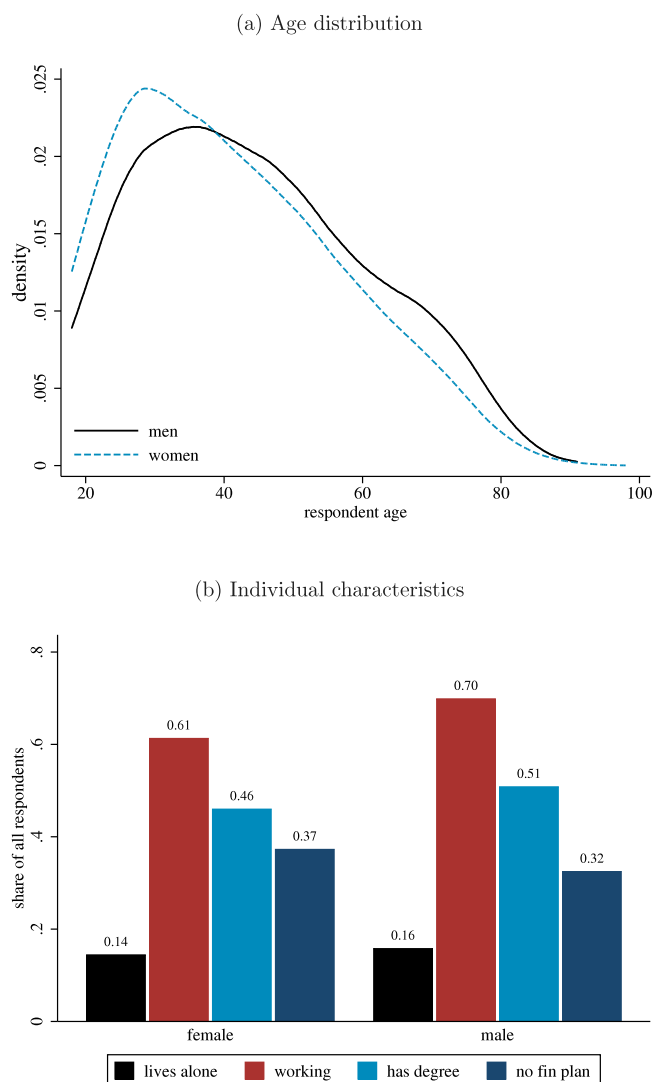 (a) Age distribution
.025
.02
.015
.01
.005
0
density
men
women
20 40 60 80 100
respondent age
(b) Individual characteristics
.8
.6
.4
.2
0
share of all respondents
0.14 0.61 0.46 0.37 0.16 0.70 0.51 0.32
female male
lives alone working has degree no fin plan